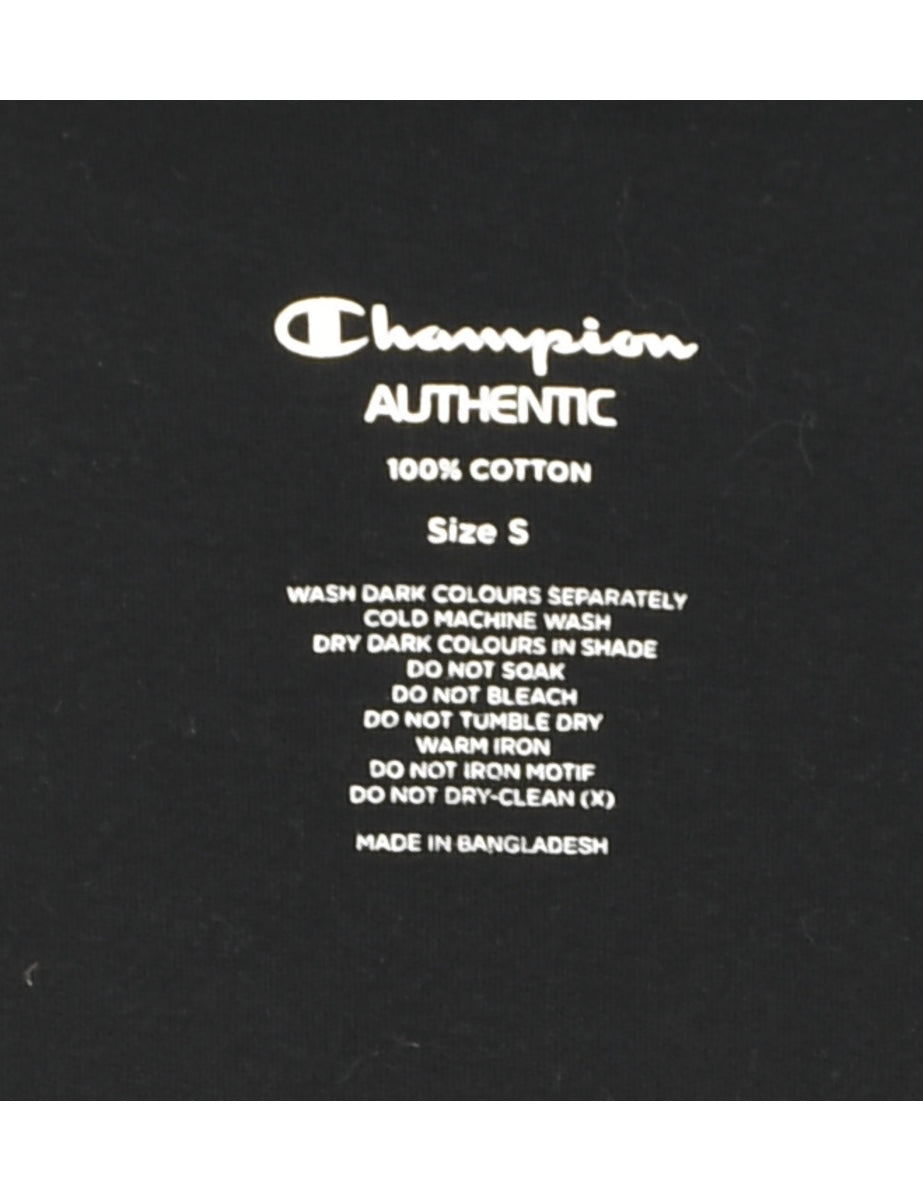 Champion
AUTHENTIC
100% COTTON
Size S
WASH DARK COLOURS SEPARATELY
COLD MACHINE WASH
DRY DARK COLOURS IN SHADE
DO NOT SOAK
DO NOT BLEACH
DO NOT TUMBLE DRY
WARM IRON
DO NOT IRON MOTIF
DO NOT DRY-CLEAN (X)
MADE IN BANGLADESH